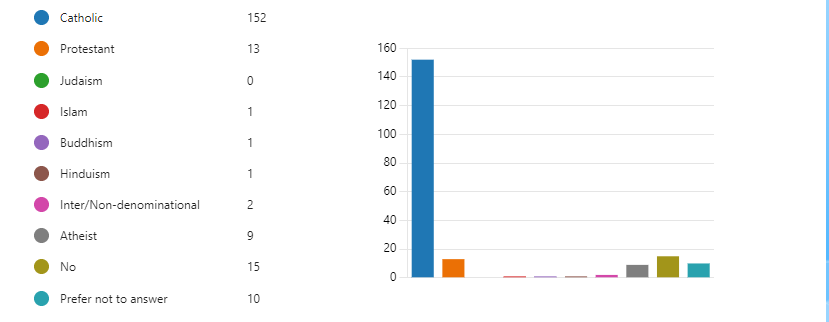 Catholic 152
Protestant 13
Judaism 0
Islam 1
Buddhism 1
Hinduism 1
Inter/Non-denominational 2
Atheist 9
No 15
Prefer not to answer 10
160
140
120
100
80
60
40
20
0